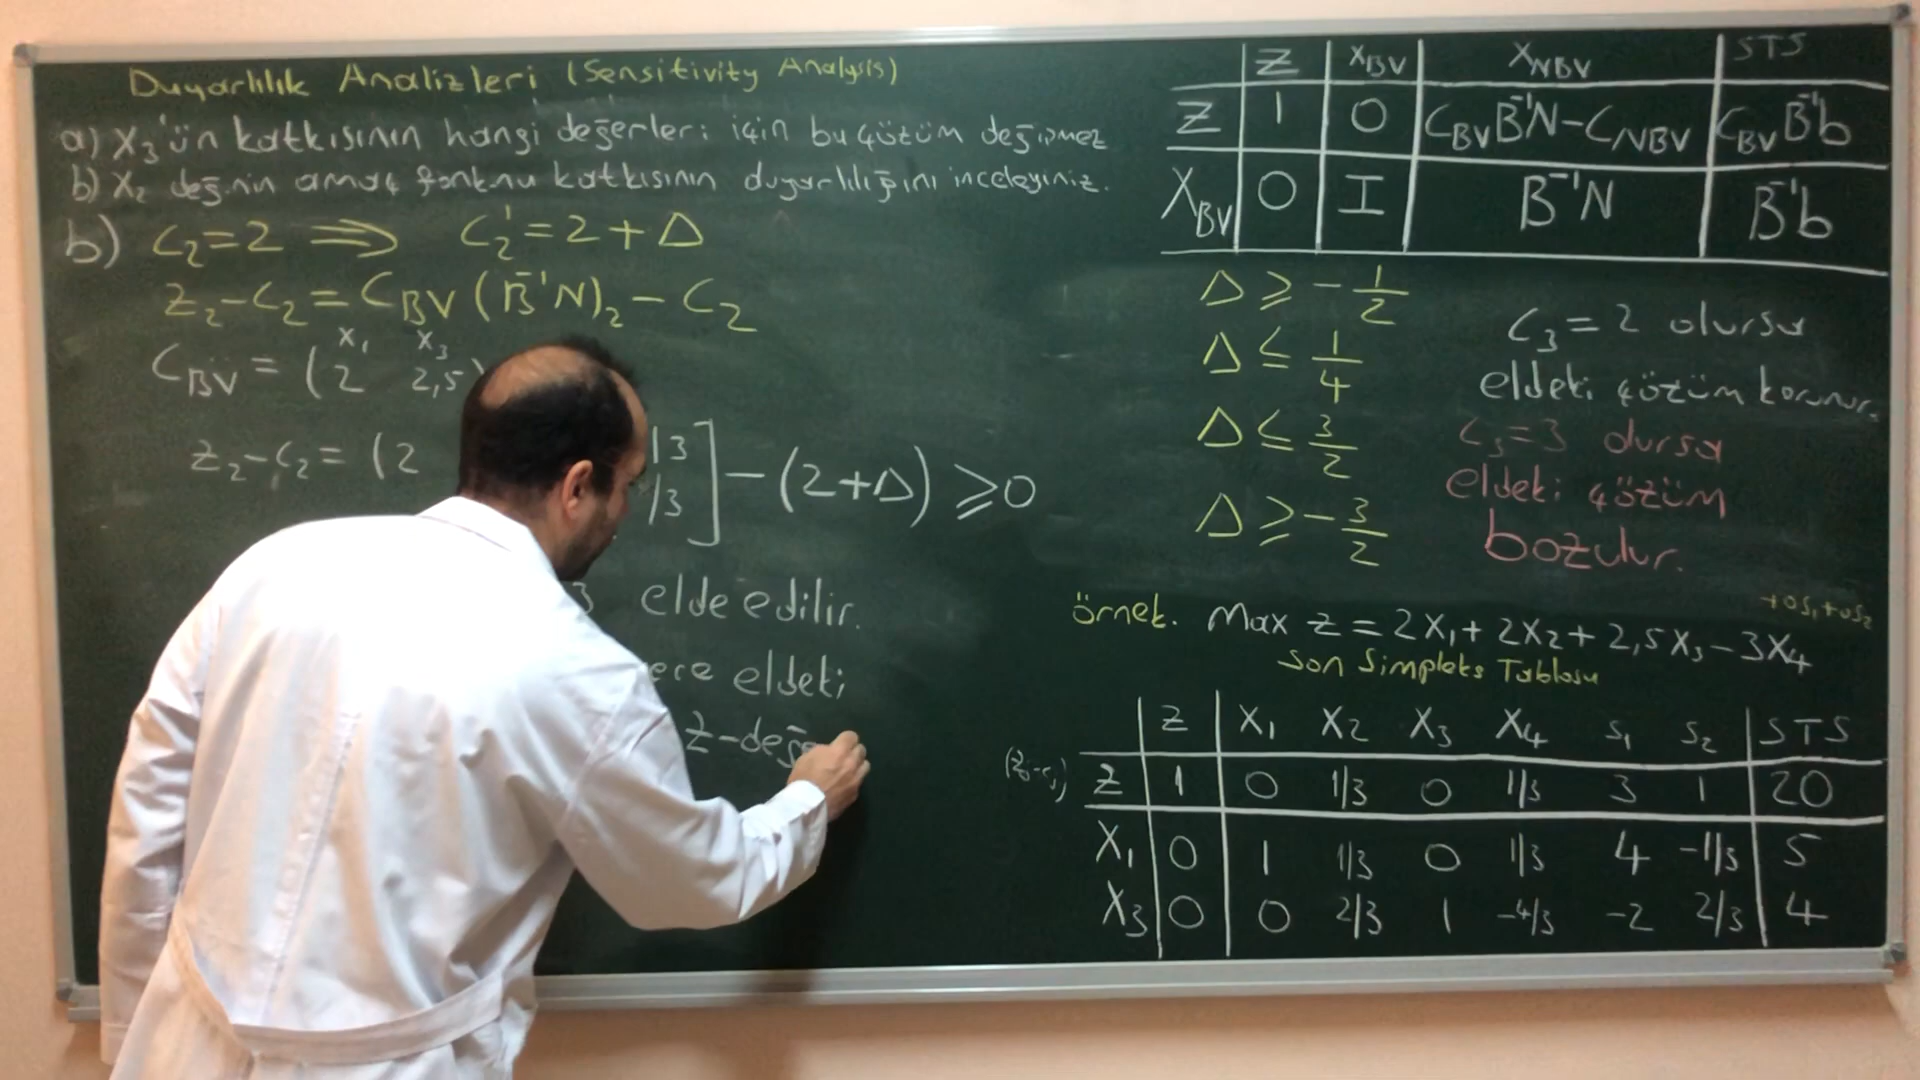 Duyarlılık Analizleri (Sensitivity Analysis)
a) X₃'ün katkısının hangi değerleri için bu çözüm değişmez
b) X₂ değ.nin amaç fonk.nu katkısının duyarlılığını inceleyiniz.
b) C₂=2 ⟹ C₂'=2+Δ
Z₂-C₂=C_BV(B⁻¹N)₂-C₂
X₁ X₃
C_BV=(2 2,5)
Z₂-C₂=(2
1/3
/3] -(2+Δ)≥0
3 elde edilir.
ece eldeki
Z-değe
Z X_BV X_NBV STS
Z 1 0 C_BV B⁻¹N-C_NBV C_BV B⁻¹b
X_BV 0 I B⁻¹N B⁻¹b
Δ≥-1/2
Δ≤1/4
Δ≤3/2
Δ≥-3/2
C₃=2 olursa
eldeki çözüm korunur.
C₃=3 olursa
eldeki çözüm
bozulur.
+0S₁+0S₂
örnek. Max Z=2X₁+2X₂+2,5X₃-3X₄
Son Simpleks Tablosu
Z X₁ X₂ X₃ X₄ S₁ S₂ STS
(Zj-cj) Z 1 0 1/3 0 1/3 3 1 20
X₁ 0 1 1/3 0 1/3 4 -1/3 5
X₃ 0 0 2/3 1 -4/3 -2 2/3 4